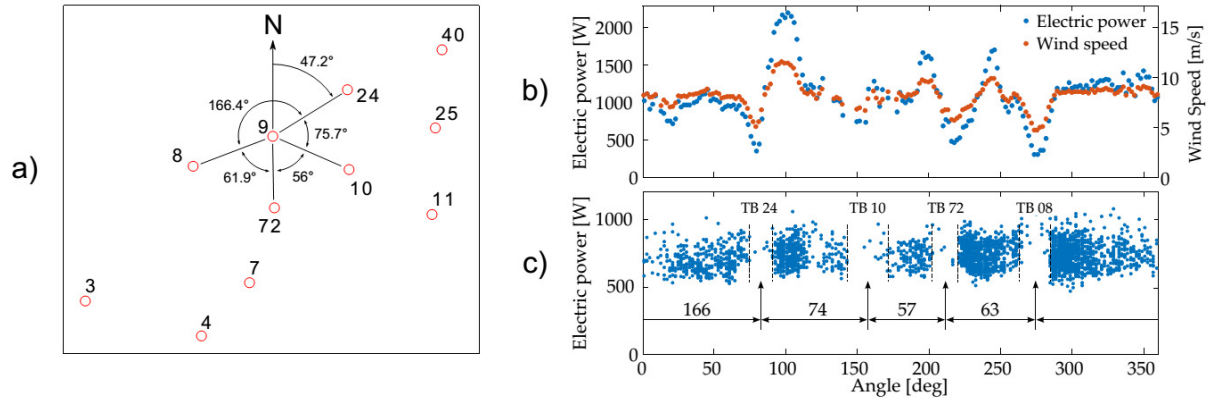 a)
N
40
47.2°
24
166.4°
9
75.7°
25
8
10
61.9°
56°
11
72
7
3
4
b)
Electric power [W]
2000
1500
1000
500
0
Electric power
Wind speed
15
10
5
0
Wind Speed [m/s]
c)
Electric power [W]
1000
500
0
TB 24
TB 10
TB 72
TB 08
166
74
57
63
0
50
100
150
200
250
300
350
Angle [deg]